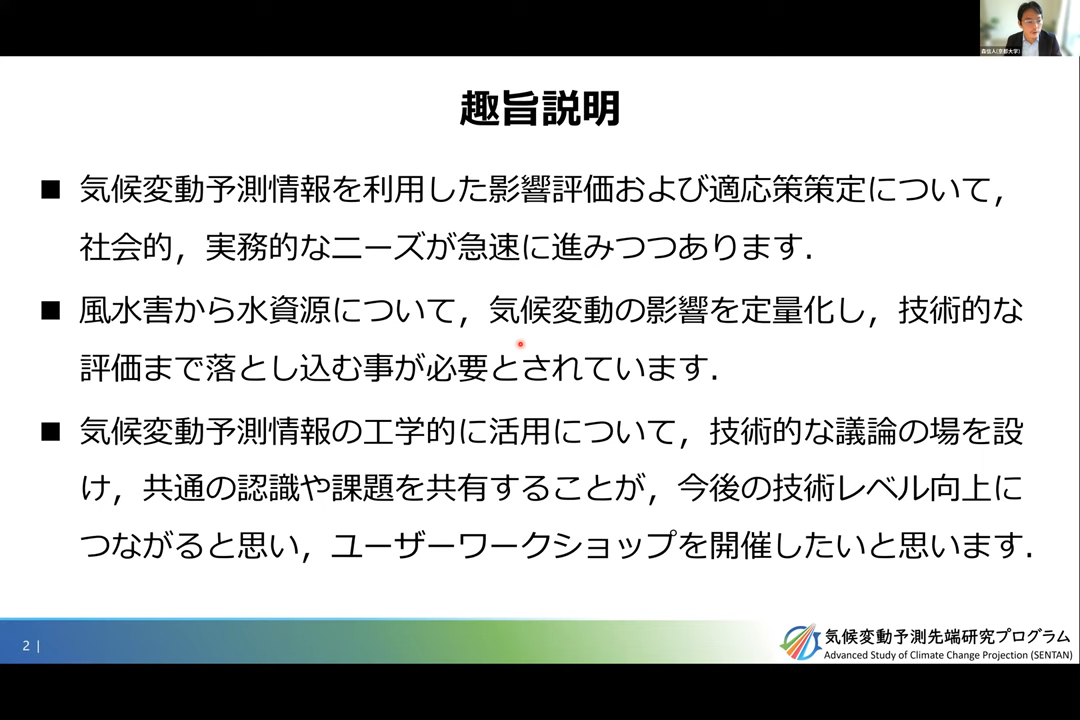 森信人(京都大学)
趣旨説明
■ 気候変動予測情報を利用した影響評価および適応策策定について，
社会的，実務的なニーズが急速に進みつつあります．
■ 風水害から水資源について，気候変動の影響を定量化し，技術的な
評価まで落とし込む事が必要とされています．
■ 気候変動予測情報の工学的に活用について，技術的な議論の場を設
け，共通の認識や課題を共有することが，今後の技術レベル向上に
つながると思い，ユーザーワークショップを開催したいと思います．
2 |
気候変動予測先端研究プログラム
Advanced Study of Climate Change Projection (SENTAN)